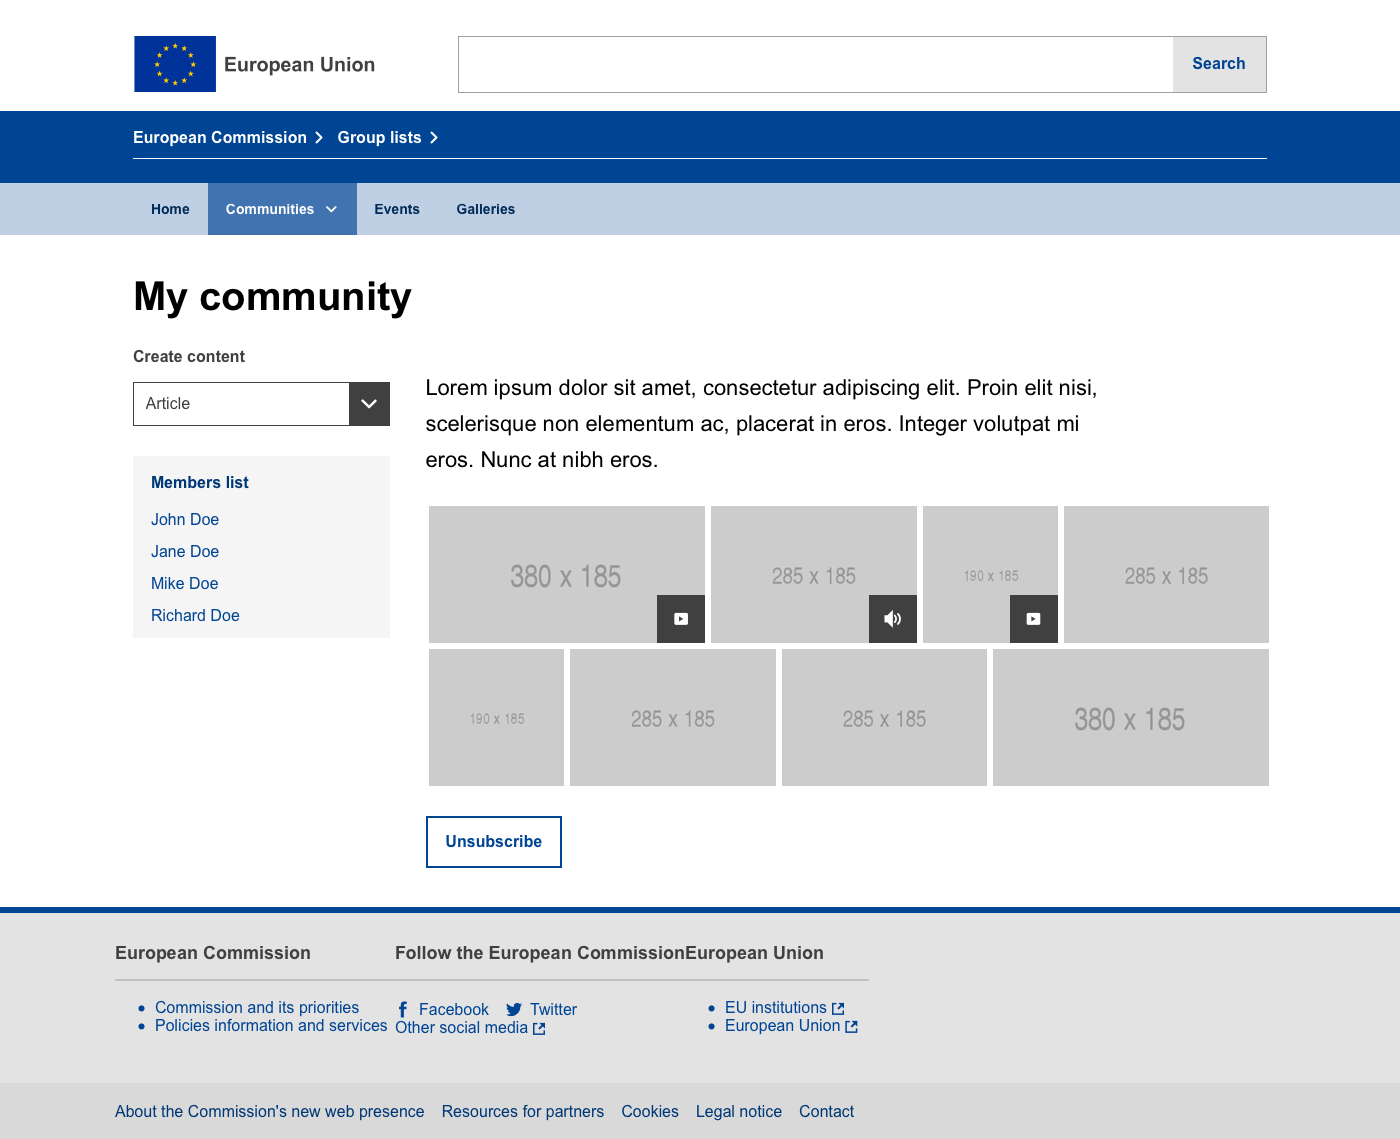 European Union
Search
European Commission
Group lists
Home
Communities
Events
Galleries
My community
Create content
Article
Members list
John Doe
Jane Doe
Mike Doe
Richard Doe
Lorem ipsum dolor sit amet, consectetur adipiscing elit. Proin elit nisi,
scelerisque non elementum ac, placerat in eros. Integer volutpat mi
eros. Nunc at nibh eros.
380 x 185
285 x 185
190 x 185
285 x 185
190 x 185
285 x 185
285 x 185
380 x 185
Unsubscribe
European Commission
Commission and its priorities
Policies information and services
Follow the European Commission
Facebook Twitter
Other social media
European Union
EU institutions
European Union
About the Commission's new web presence Resources for partners Cookies Legal notice Contact